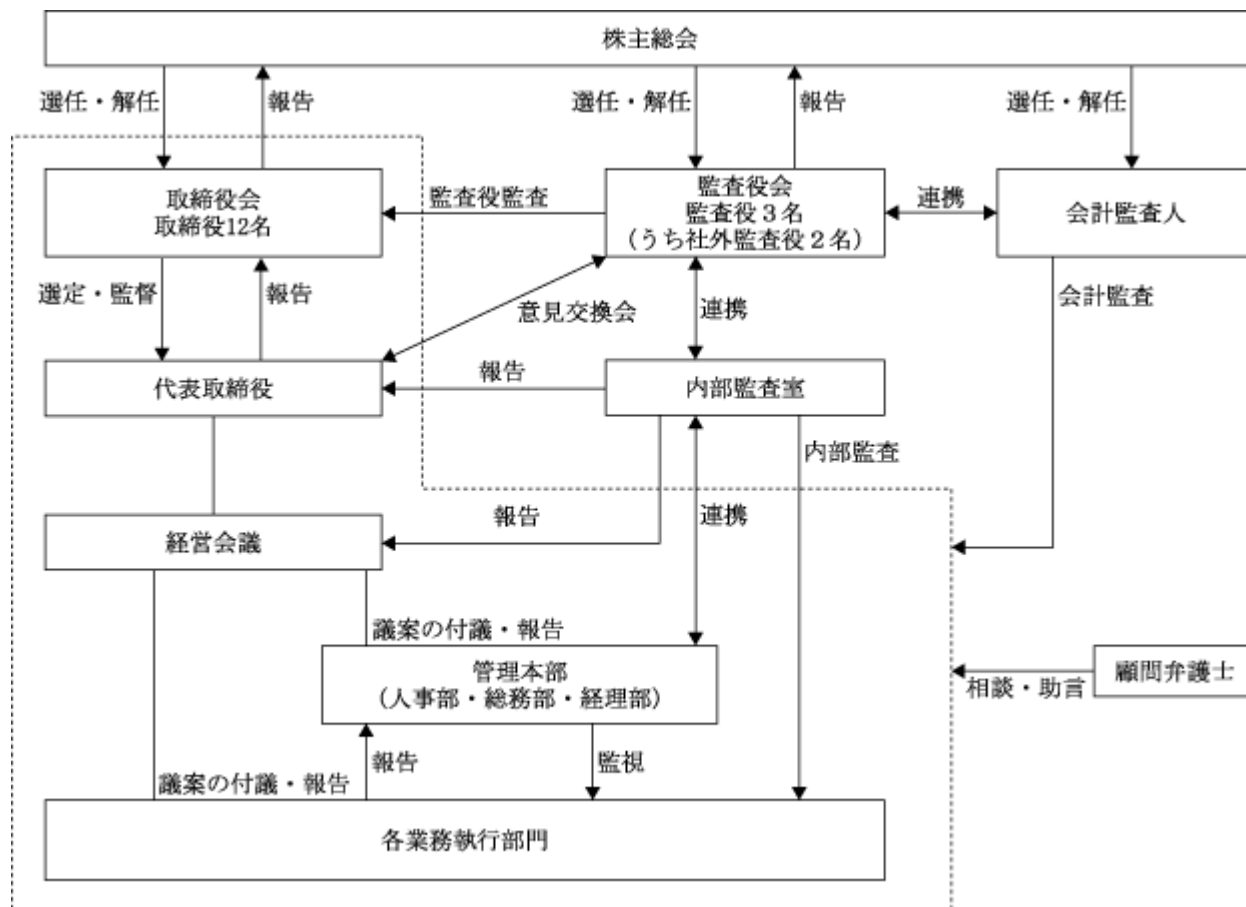 株主総会
選任・解任
報告
選任・解任
報告
選任・解任
取締役会
取締役12名
監査役監査
監査役会
監査役3名
(うち社外監査役2名)
連携
会計監査人
選定・監督
報告
意見交換会
連携
会計監査
代表取締役
報告
内部監査室
内部監査
経営会議
報告
連携
議案の付議・報告
管理本部
(人事部・総務部・経理部)
相談・助言
顧問弁護士
議案の付議・報告
報告
監視
各業務執行部門